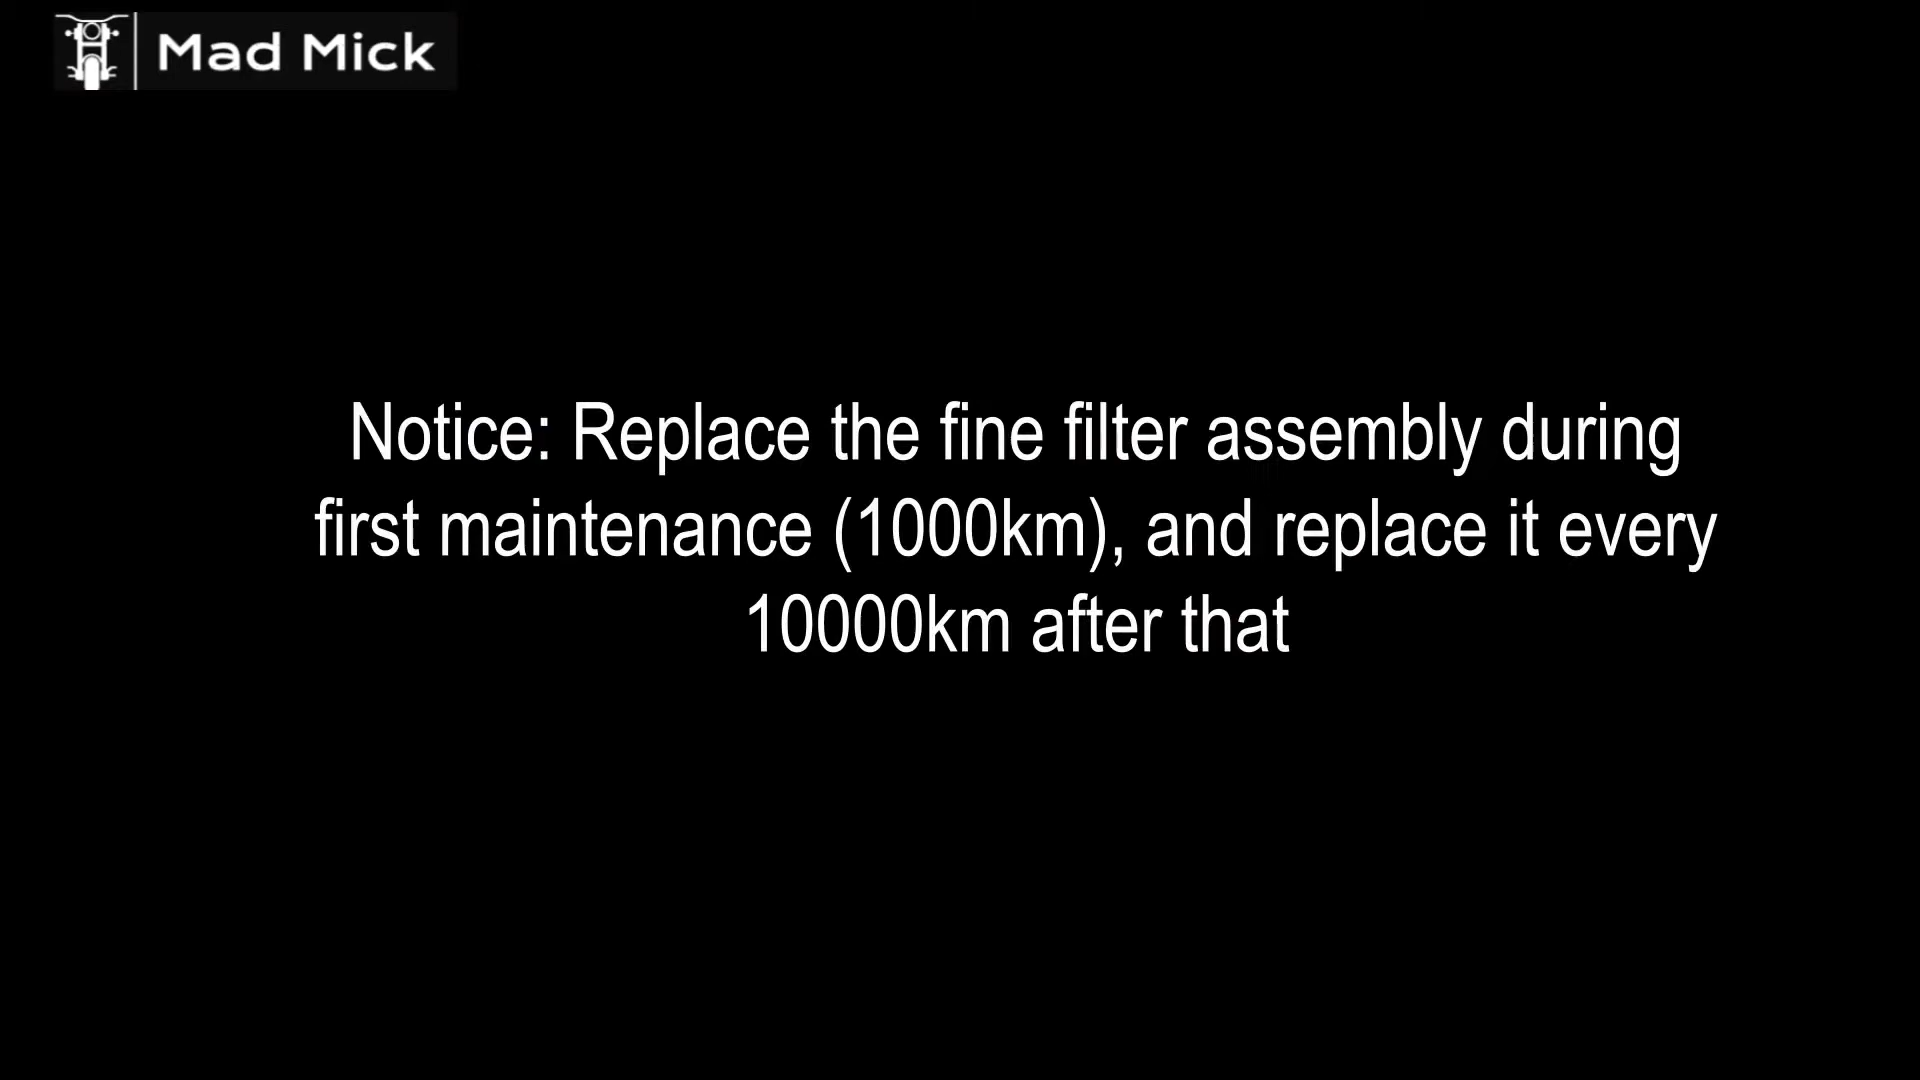 Mad Mick
Notice: Replace the fine filter assembly during
first maintenance (1000km), and replace it every
10000km after that